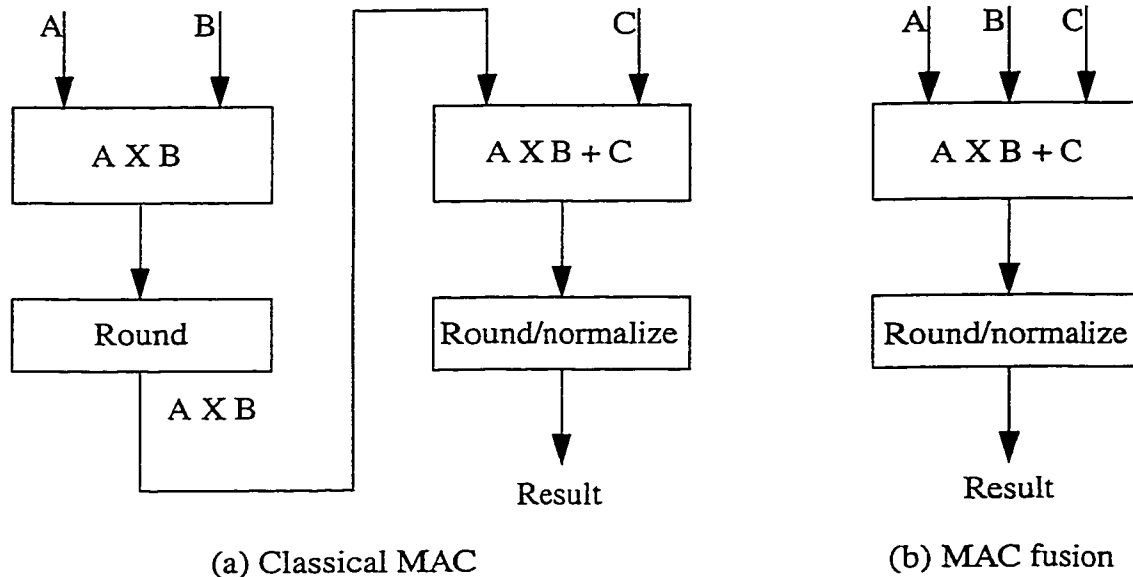 A
B
A X B
Round
A X B
C
A X B + C
Round/normalize
Result
(a) Classical MAC
A
B
C
A X B + C
Round/normalize
Result
(b) MAC fusion